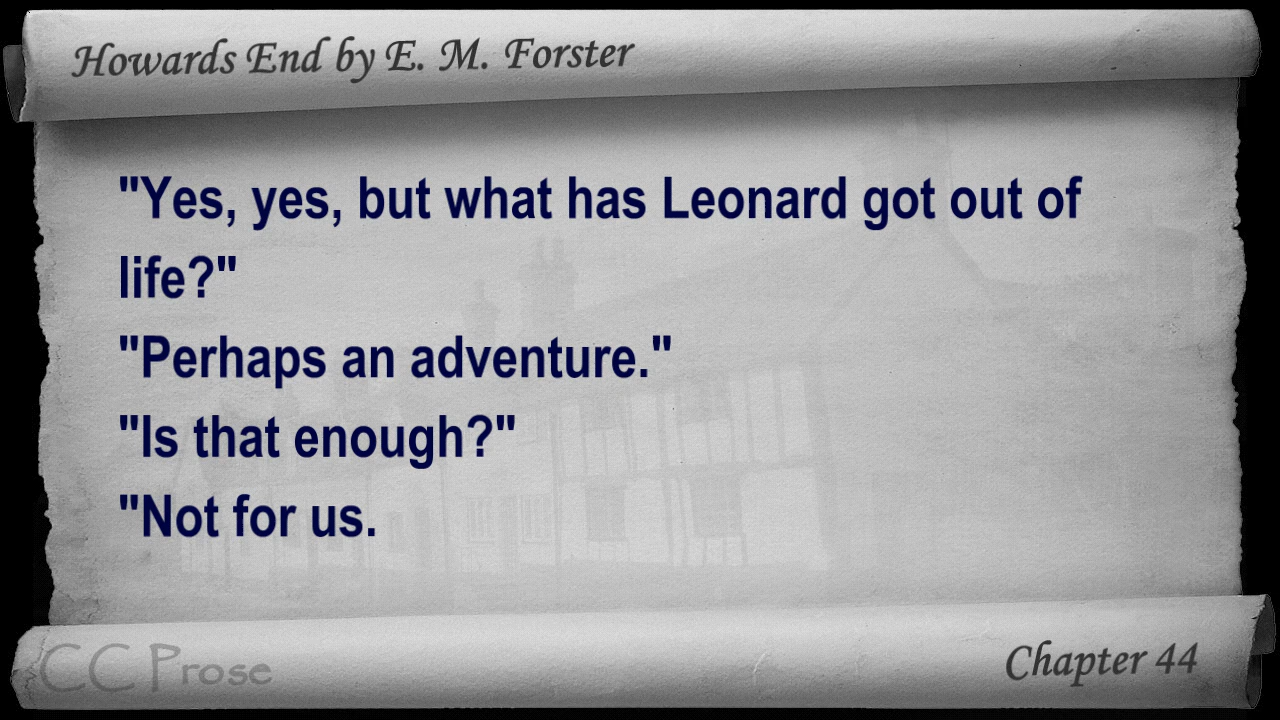 Howards End by E. M. Forster
"Yes, yes, but what has Leonard got out of
life?"
"Perhaps an adventure."
"Is that enough?"
"Not for us.
CC Prose
Chapter 44